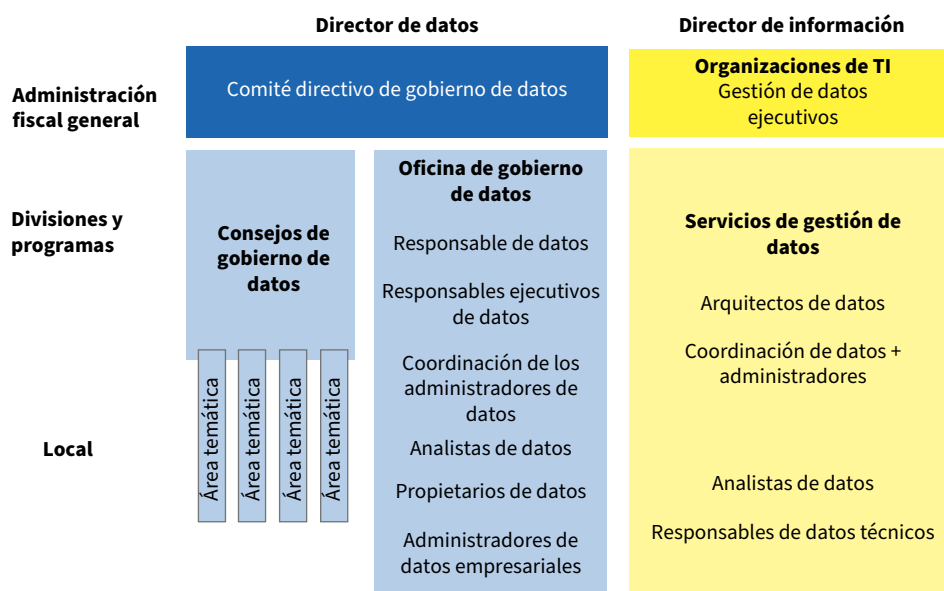 Director de datos
Director de información
Administración
fiscal general
Comité directivo de gobierno de datos
Organizaciones de TI
Gestión de datos
ejecutivos
Divisiones y
programas
Consejos de
gobierno de
datos
Oficina de gobierno
de datos
Responsable de datos
Responsables ejecutivos
de datos
Coordinación de los
administradores de
datos
Analistas de datos
Propietarios de datos
Administradores de
datos empresariales
Servicios de gestión de
datos
Arquitectos de datos
Coordinación de datos +
administradores
Analistas de datos
Responsables de datos técnicos
Local
Área temática
Área temática
Área temática
Área temática